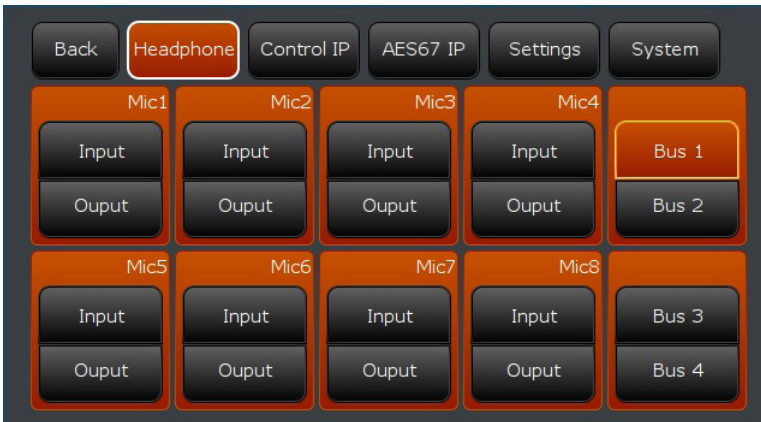 Back Headphone Control IP AES67 IP Settings System
Mic1 Mic2 Mic3 Mic4
Input Input Input Input Bus 1
Ouput Ouput Ouput Ouput Bus 2
Mic5 Mic6 Mic7 Mic8
Input Input Input Input Bus 3
Ouput Ouput Ouput Ouput Bus 4